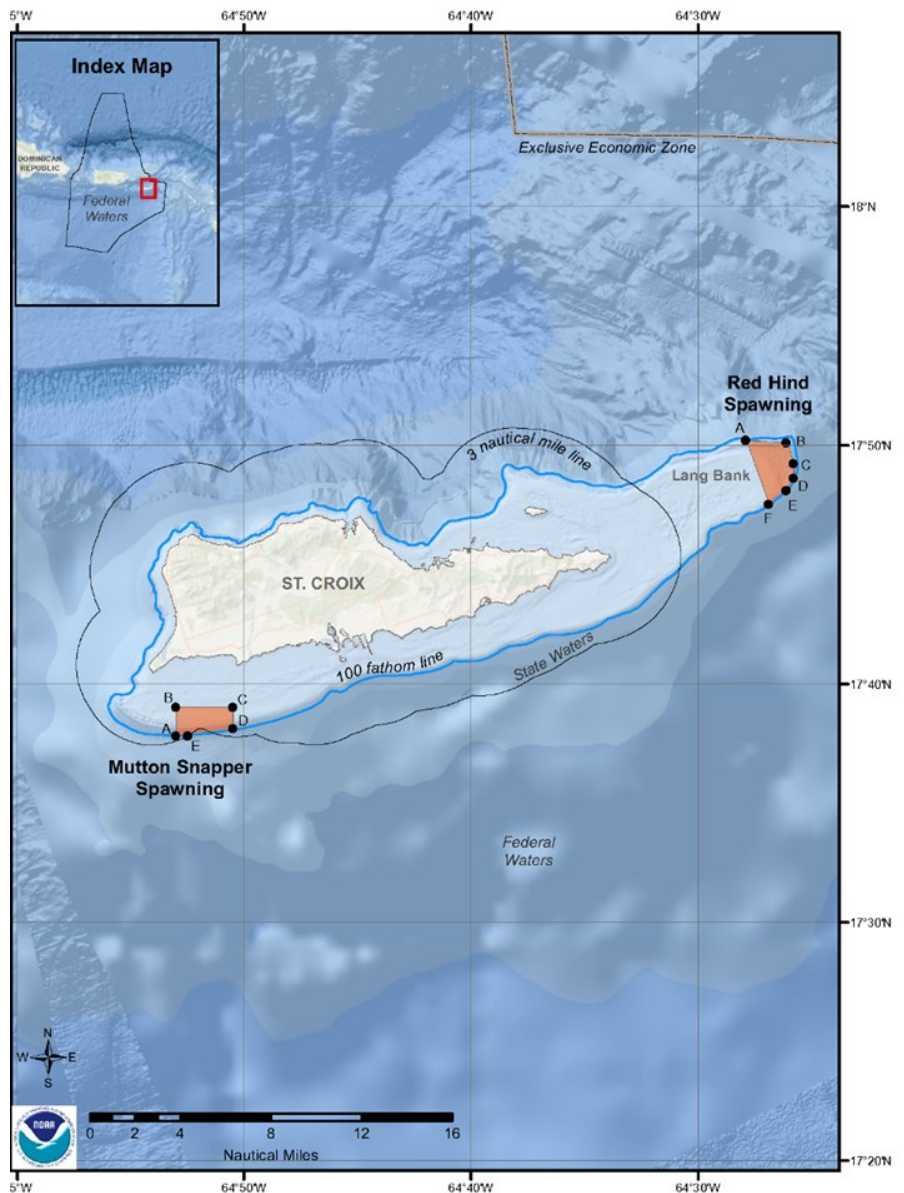 5°W
64°50'W
64°40'W
64°30'W
Index Map
DOMINICAN
REPUBLIC
Federal
Waters
Exclusive Economic Zone
18°N
Red Hind
Spawning
A
B
C
D
E
F
17°50'N
3 nautical mile line
Lang Bank
ST. CROIX
100 fathom line
State Waters
17°40'N
B
C
A
D
E
Mutton Snapper
Spawning
Federal
Waters
17°30'N
N
W
E
S
NOAA
0 2 4 8 12 16
Nautical Miles
17°20'N
5°W
64°50'W
64°40'W
64°30'W